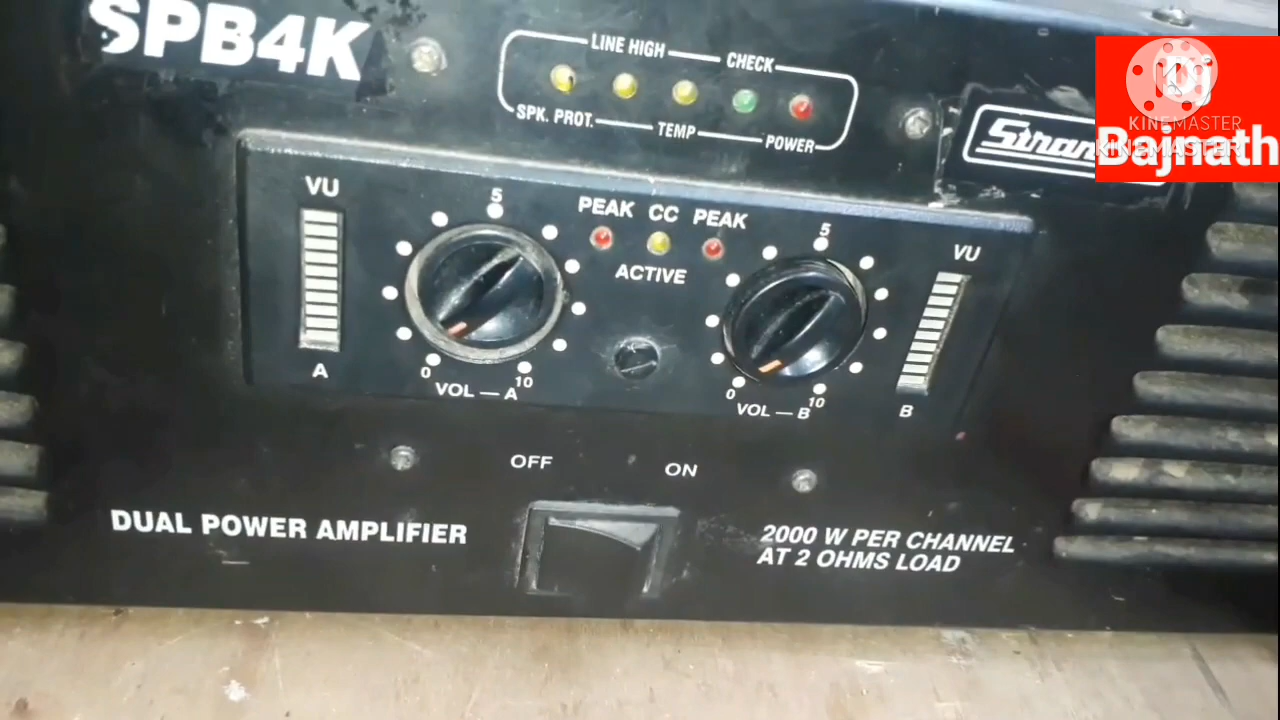 SPB4K
LINE HIGH
CHECK
SPK. PROT.
TEMP
POWER
KINEMASTER
KINEMASTER
Bajnath
VU
5
PEAK CC PEAK
ACTIVE
5
VU
A
0
10
VOL — A
0
10
VOL — B
B
OFF
ON
DUAL POWER AMPLIFIER
2000 W PER CHANNEL
AT 2 OHMS LOAD